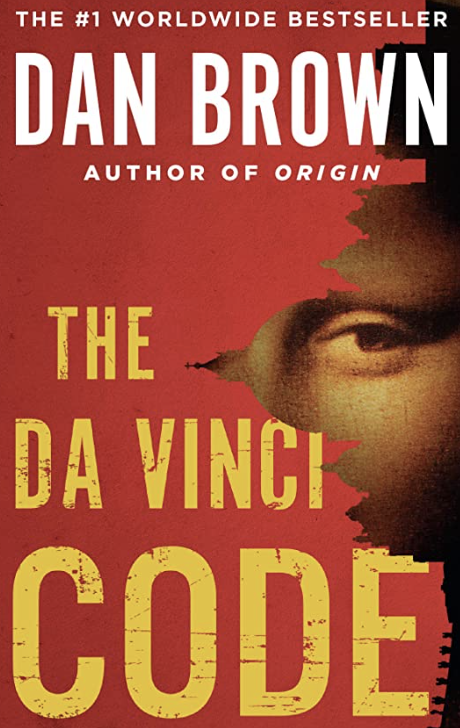 THE #1 WORLDWIDE BESTSELLER
DAN BROWN
AUTHOR OF ORIGIN
THE
DA VINCI
CODE